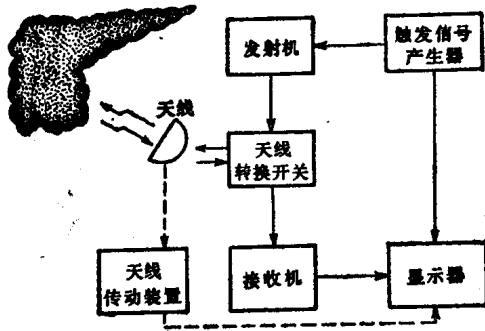 发射机
触发信号
产生器
天线
天线
转换开关
天线
传动装置
接收机
显示器